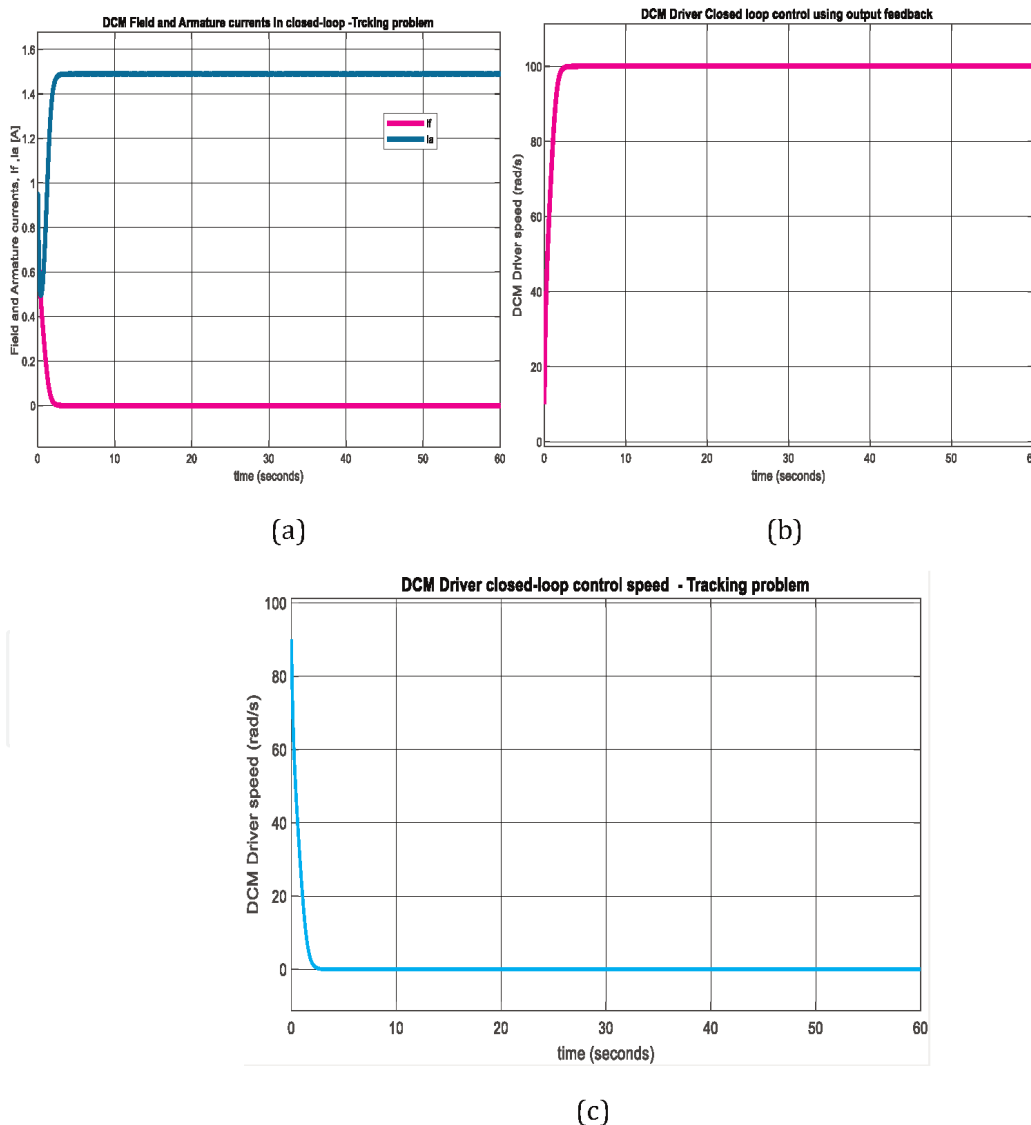 DCM Field and Armature currents in closed-loop -Trcking problem
1.6
1.4
1.2
1
0.8
0.6
0.4
0.2
0
Field and Armature currents, If ,Ia [A]
If
Ia
0 10 20 30 40 50 60
time (seconds)
(a)
DCM Driver Closed loop control using output feedback
100
80
60
40
20
0
DCM Driver speed (rad/s)
0 10 20 30 40 50 60
time (seconds)
(b)
DCM Driver closed-loop control speed - Tracking problem
100
80
60
40
20
0
DCM Driver speed (rad/s)
0 10 20 30 40 50 60
time (seconds)
(c)